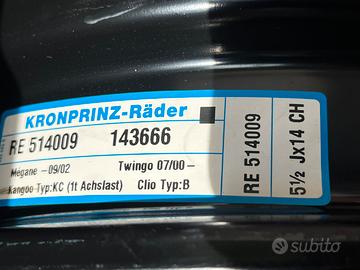 KRONPRINZ-Räder
RE 514009 143666
Mégane -09/02 Twingo 07/00-
Kangoo Typ:KC (1t Achslast) Clio Typ:B
RE 514009
5½ Jx14 CH
subito